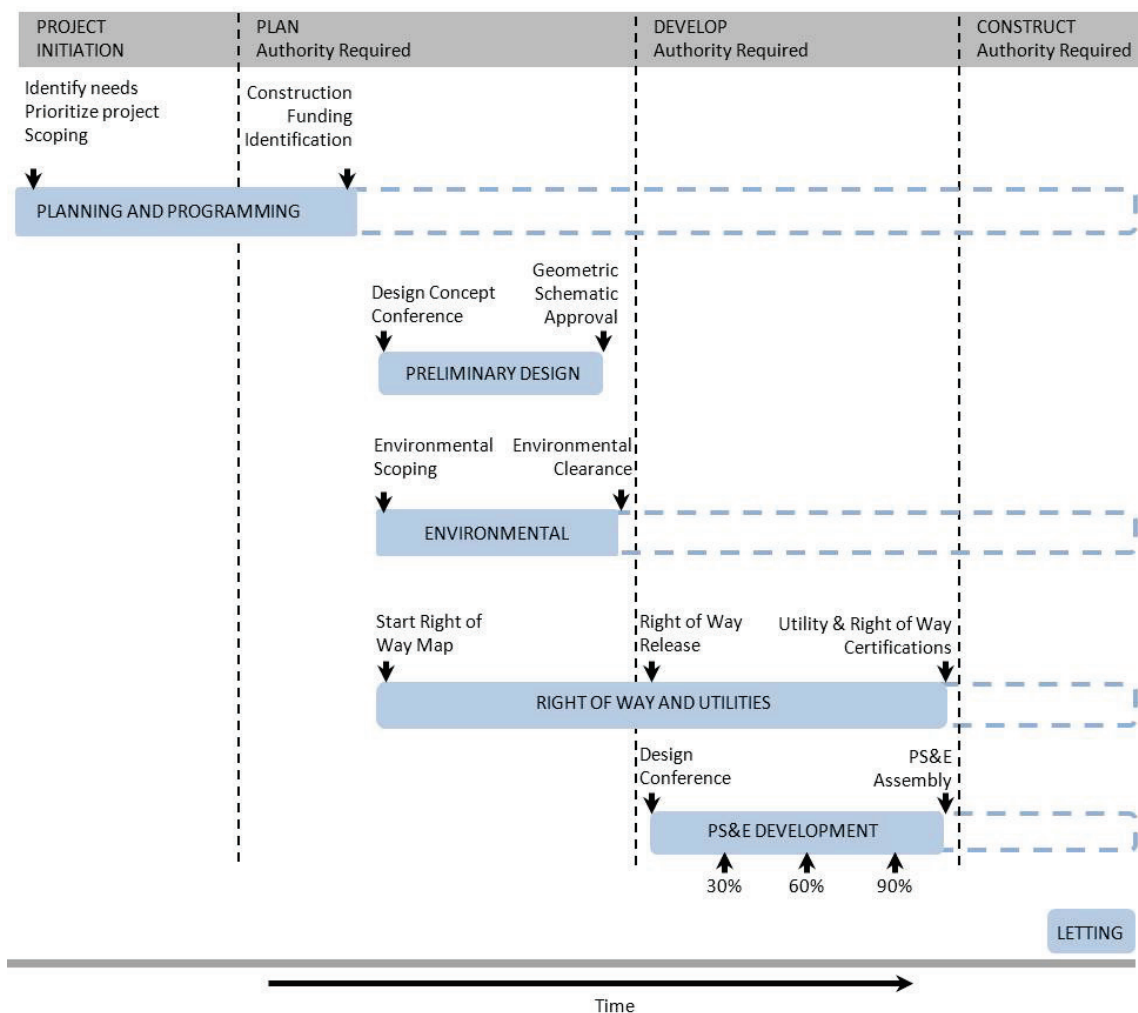 PROJECT
INITIATION
PLAN
Authority Required
DEVELOP
Authority Required
CONSTRUCT
Authority Required
Identify needs
Prioritize project
Scoping
Construction
Funding
Identification
PLANNING AND PROGRAMMING
Design Concept
Conference
Geometric
Schematic
Approval
PRELIMINARY DESIGN
Environmental
Scoping
Environmental
Clearance
ENVIRONMENTAL
Start Right of
Way Map
Right of Way
Release
Utility & Right of Way
Certifications
RIGHT OF WAY AND UTILITIES
Design
Conference
PS&E
Assembly
PS&E DEVELOPMENT
30%
60%
90%
LETTING
Time